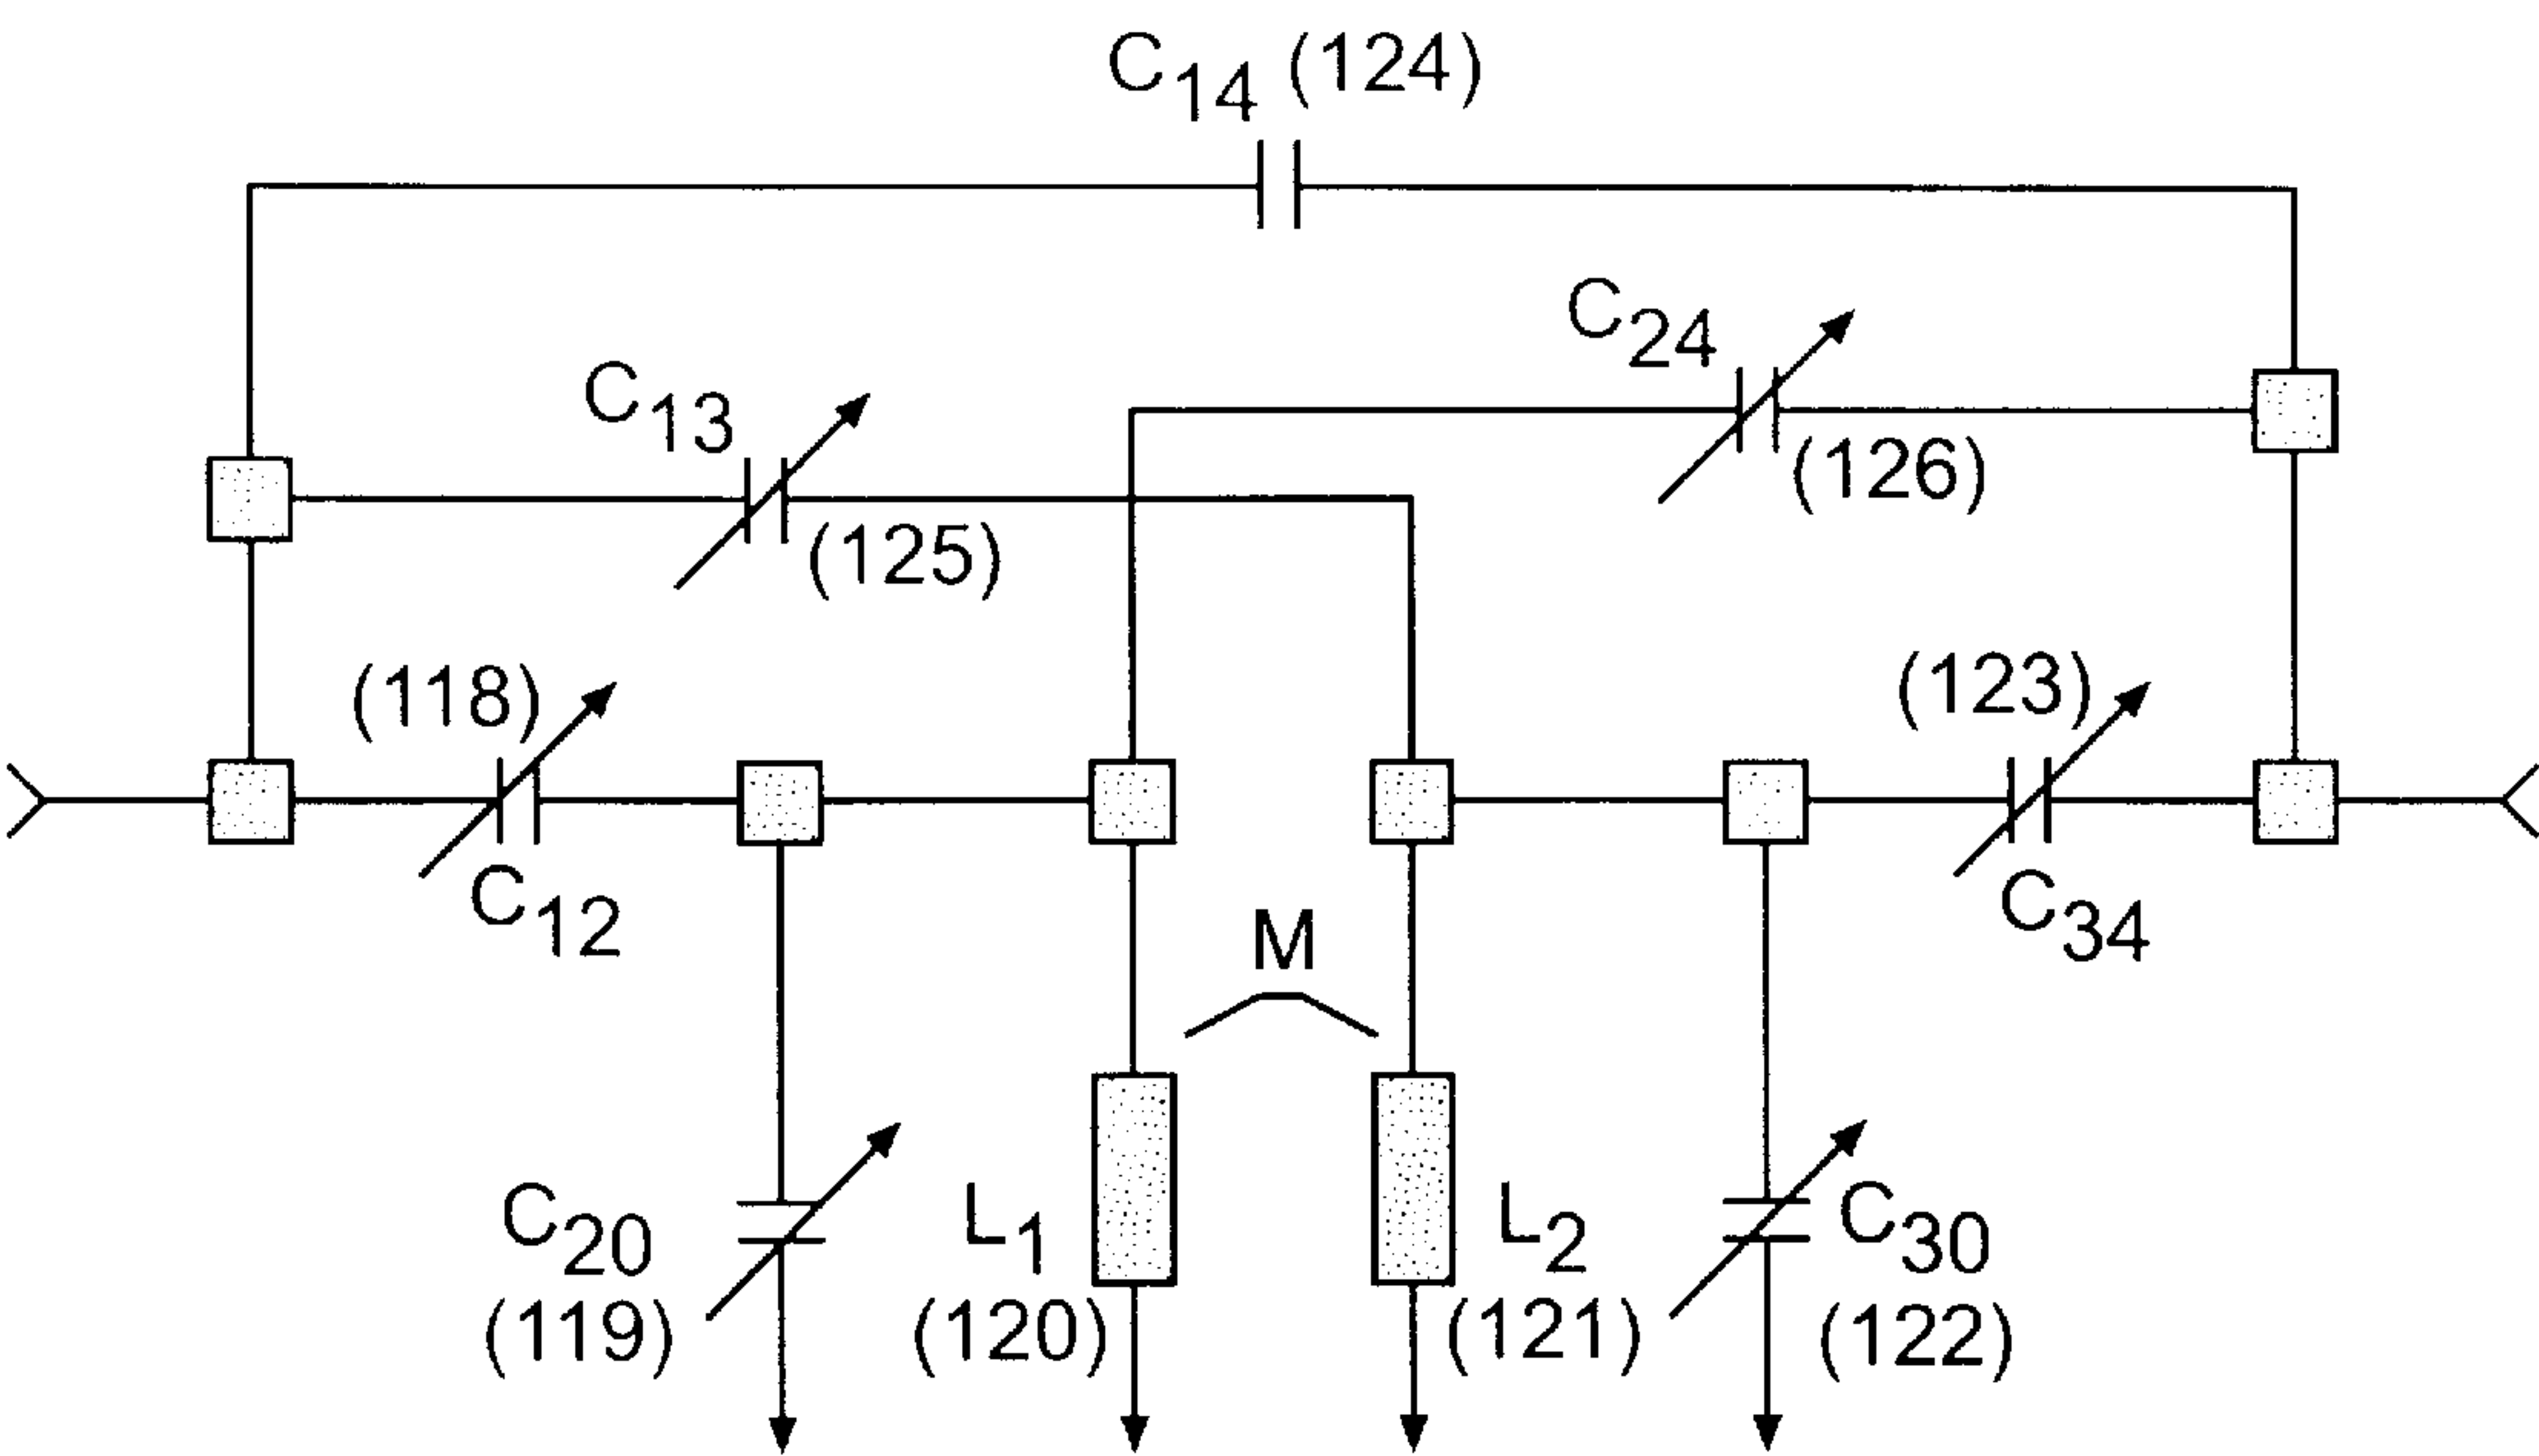 C14 (124)
C24
(126)
C13
(125)
(118)
C12
(123)
C34
M
C20
(119)
L1
(120)
L2
(121)
C30
(122)